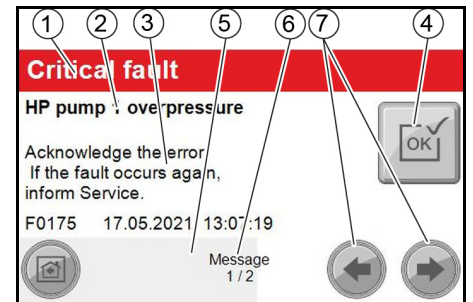 1 2 3 5 6 7 4
Critical fault
HP pump 1 overpressure
OK
Acknowledge the error
If the fault occurs again,
inform Service.
F0175 17.05.2021 13:07:19
Message
1 / 2